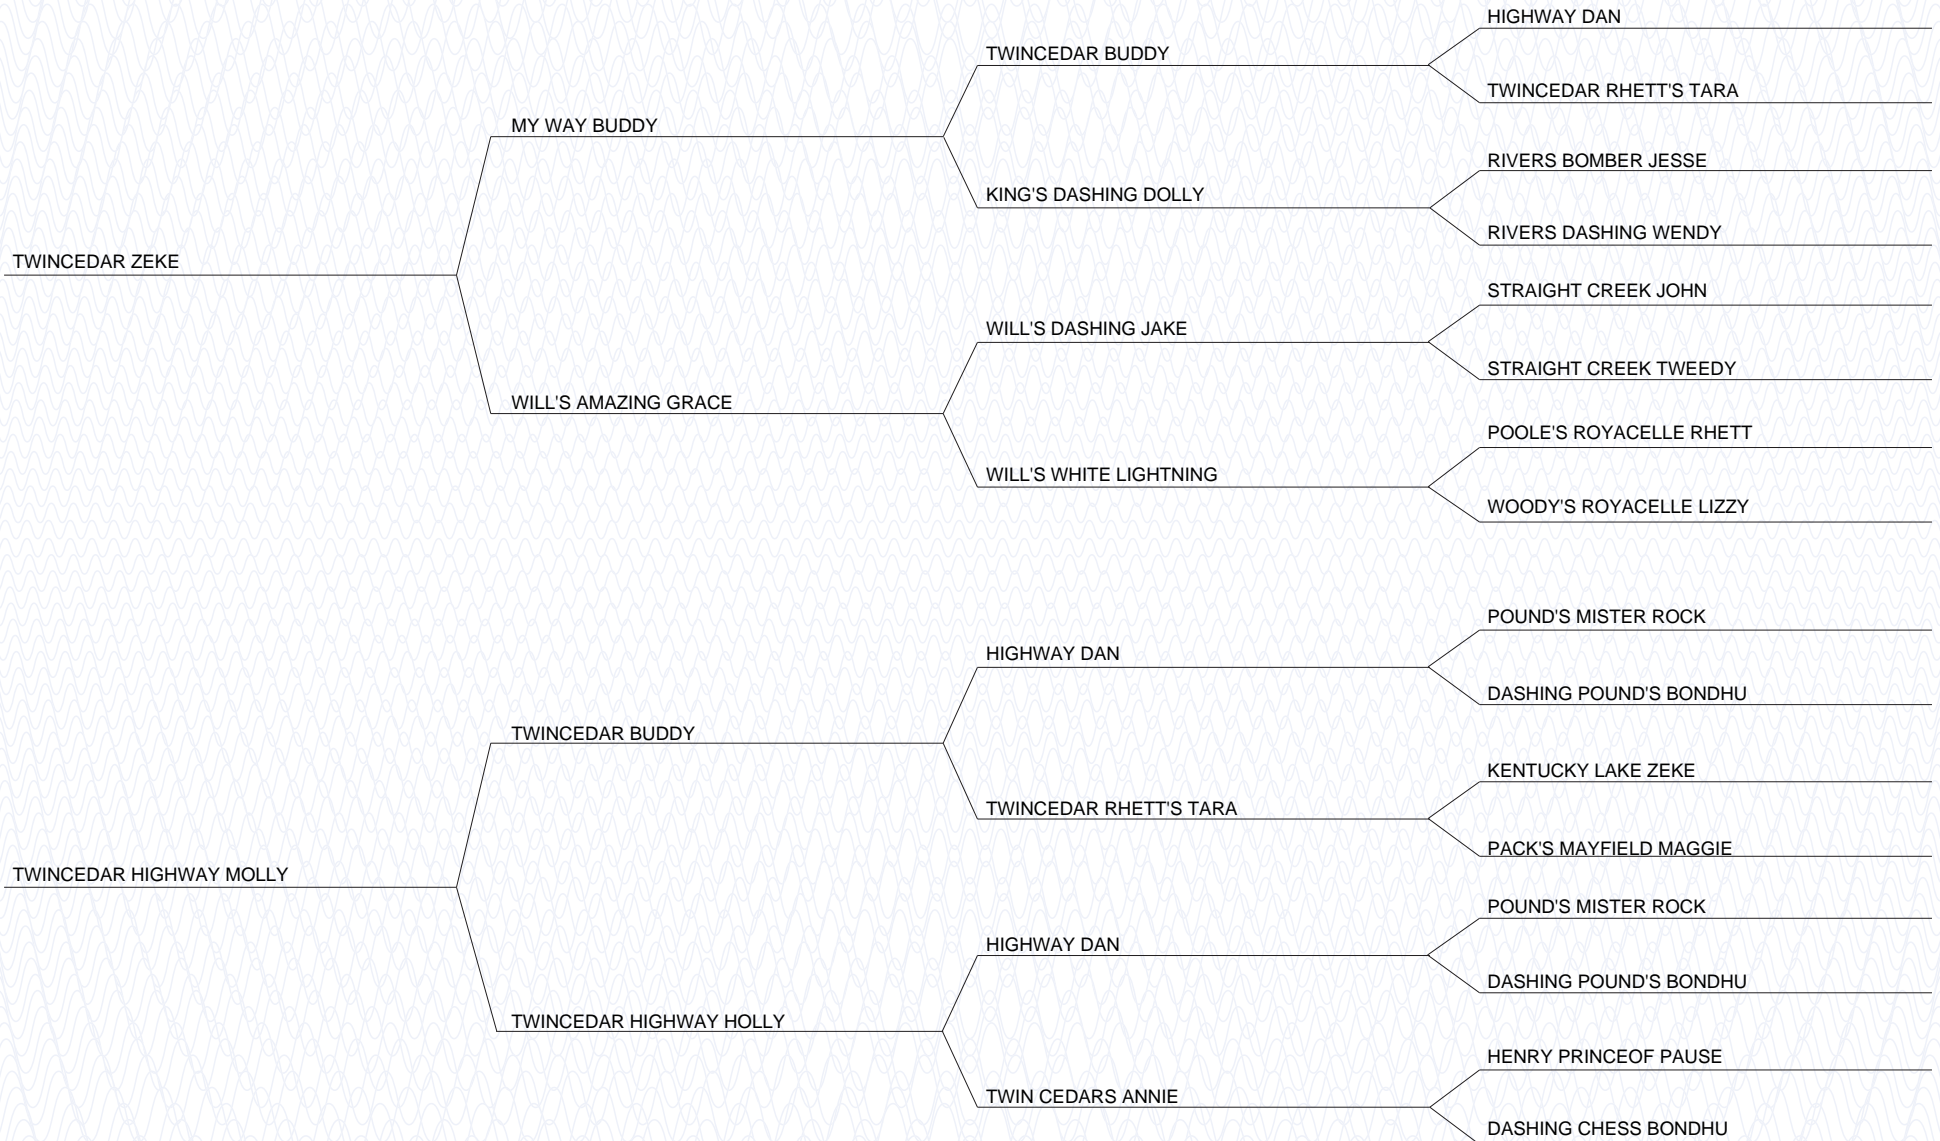 HIGHWAY DAN
TWINCEDAR BUDDY
TWINCEDAR RHETT'S TARA
MY WAY BUDDY
RIVERS BOMBER JESSE
KING'S DASHING DOLLY
RIVERS DASHING WENDY
TWINCEDAR ZEKE
STRAIGHT CREEK JOHN
WILL'S DASHING JAKE
STRAIGHT CREEK TWEEDY
WILL'S AMAZING GRACE
POOLE'S ROYACELLE RHETT
WILL'S WHITE LIGHTNING
WOODY'S ROYACELLE LIZZY
POUND'S MISTER ROCK
HIGHWAY DAN
DASHING POUND'S BONDHU
TWINCEDAR BUDDY
KENTUCKY LAKE ZEKE
TWINCEDAR RHETT'S TARA
PACK'S MAYFIELD MAGGIE
TWINCEDAR HIGHWAY MOLLY
POUND'S MISTER ROCK
HIGHWAY DAN
DASHING POUND'S BONDHU
TWINCEDAR HIGHWAY HOLLY
HENRY PRINCEOF PAUSE
TWIN CEDARS ANNIE
DASHING CHESS BONDHU